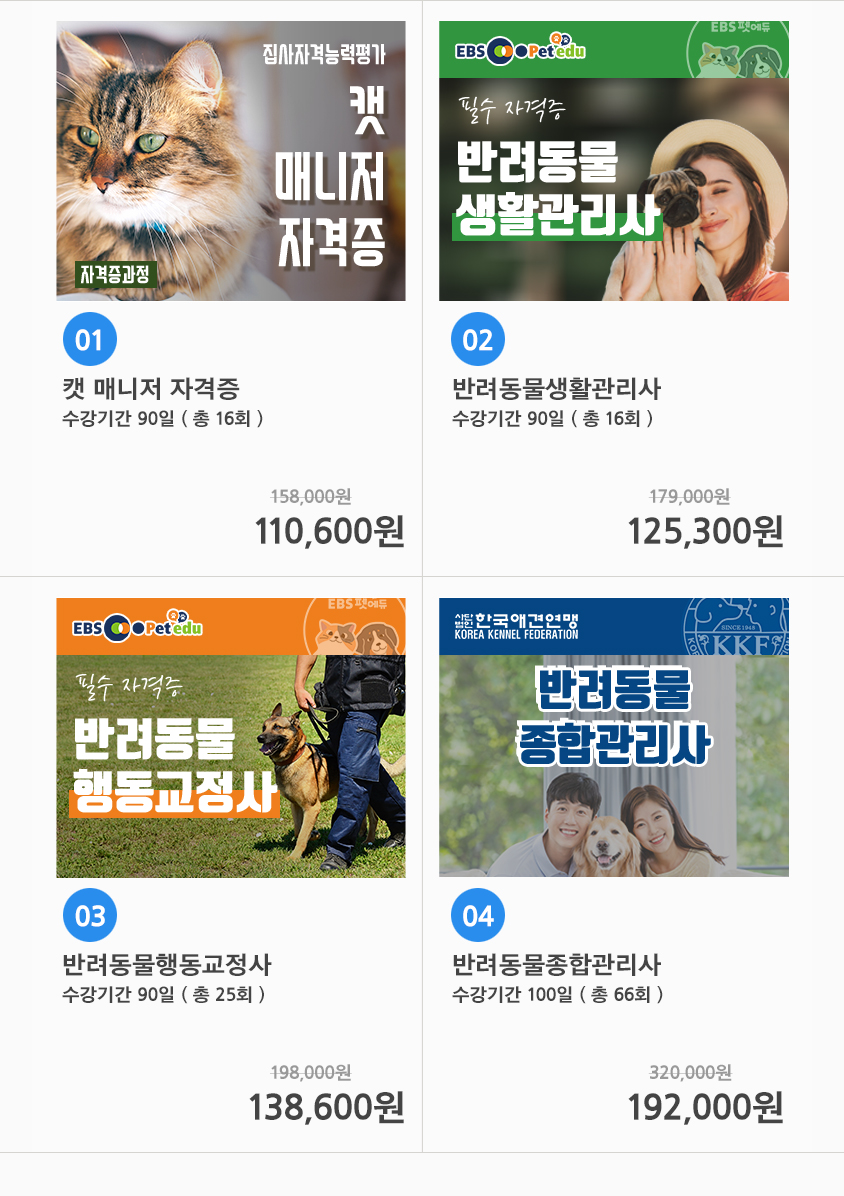 집사자격능력평가
캣
매니저
자격증
자격증과정
01
캣 매니저 자격증
수강기간 90일 ( 총 16회 )
158,000원
110,600원
EBS Pet edu
EBS 펫에듀
필수 자격증
반려동물
생활관리사
02
반려동물생활관리사
수강기간 90일 ( 총 16회 )
179,000원
125,300원
EBS Pet edu
EBS 펫에듀
필수 자격증
반려동물
행동교정사
03
반려동물행동교정사
수강기간 90일 ( 총 25회 )
198,000원
138,600원
사단법인 한국애견연맹
KOREA KENNEL FEDERATION
SINCE 1948
KKF
반려동물
종합관리사
04
반려동물종합관리사
수강기간 100일 ( 총 66회 )
320,000원
192,000원